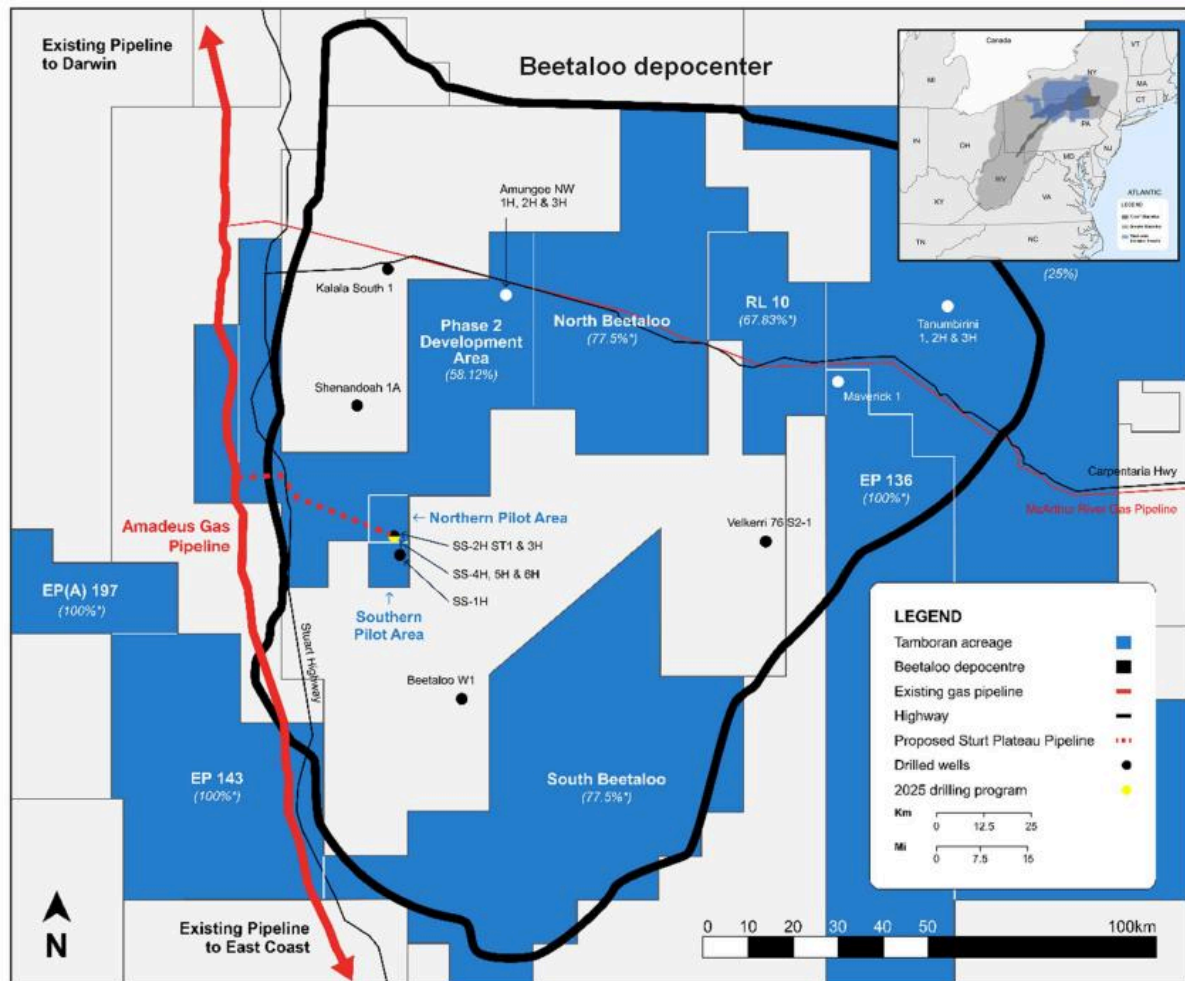 Existing Pipeline
to Darwin
Beetaloo depocenter
Canada
VT
NY
MA
CT
MI
PA
IN
OH
NJ
MD
WV
VA
KY
ATLANTIC
LEGEND
TN
NC
(25%)
Amungee NW
1H, 2H & 3H
Kalala South 1
Phase 2
Development
Area
(58.12%)
North Beetaloo
(77.5%*)
RL 10
(67.83%*)
Tanumbirini
1, 2H & 3H
Shenandoah 1A
Maverick 1
Carpentaria Hwy
McArthur River Gas Pipeline
EP 136
(100%*)
Amadeus Gas
Pipeline
Northern Pilot Area
SS-2H ST1 & 3H
SS-4H, 5H & 6H
SS-1H
Southern
Pilot Area
Velkerri 76 S2-1
EP(A) 197
(100%*)
Stuart Highway
Beetaloo W1
EP 143
(100%*)
South Beetaloo
(77.5%*)
LEGEND
Tamboran acreage
Beetaloo depocentre
Existing gas pipeline
Highway
Proposed Sturt Plateau Pipeline
Drilled wells
2025 drilling program
Km
0 12.5 25
Mi
0 7.5 15
N
Existing Pipeline
to East Coast
0 10 20 30 40 50 100km